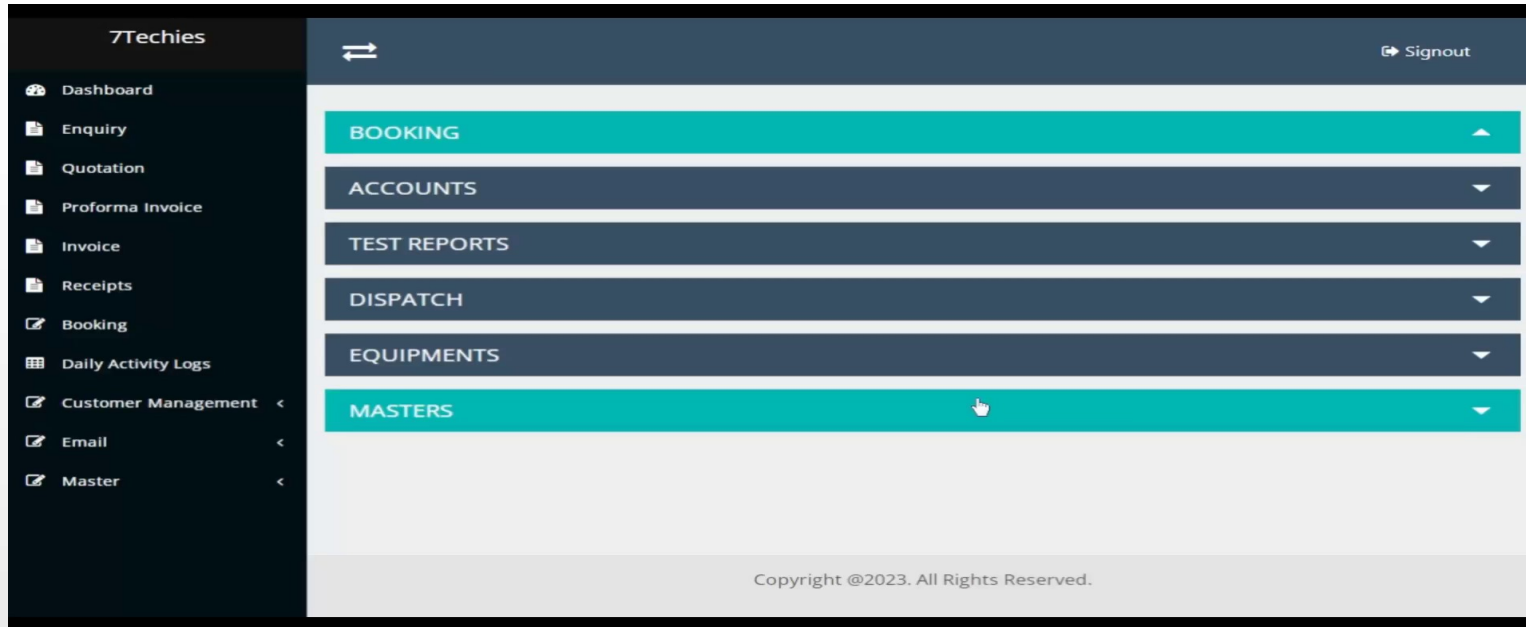 7Techies
Signout
Dashboard
Enquiry
Quotation
Proforma Invoice
Invoice
Receipts
Booking
Daily Activity Logs
Customer Management
Email
Master
BOOKING
ACCOUNTS
TEST REPORTS
DISPATCH
EQUIPMENTS
MASTERS
Copyright @2023. All Rights Reserved.